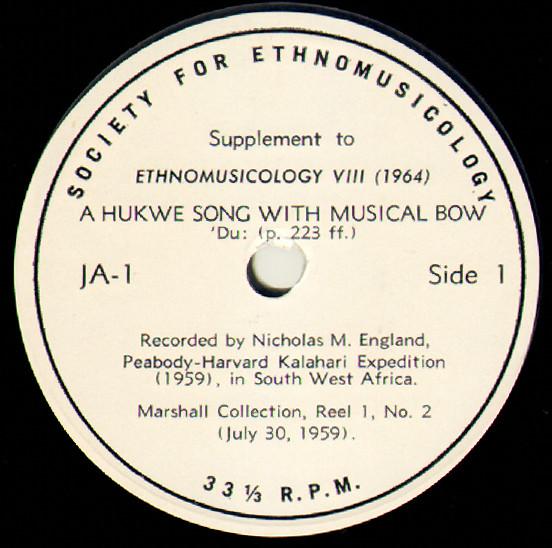 SOCIETY FOR ETHNOMUSICOLOGY
Supplement to
ETHNOMUSICOLOGY VIII (1964)
A HUKWE SONG WITH MUSICAL BOW
'Du: (p. 223 ff.)
JA-1
Side 1
Recorded by Nicholas M. England,
Peabody-Harvard Kalahari Expedition
(1959), in South West Africa.
Marshall Collection, Reel 1, No. 2
(July 30, 1959).
33⅓ R.P.M.